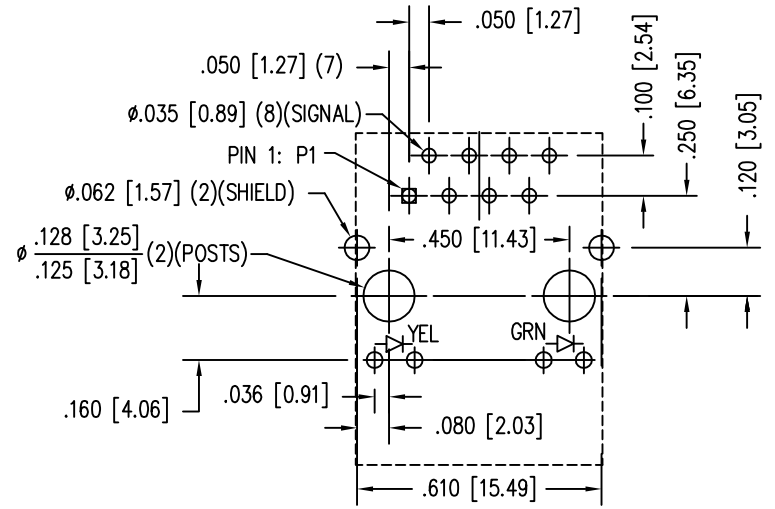 .050 [1.27]
.050 [1.27] (7)
.100 [2.54]
.250 [6.35]
.120 [3.05]
ø.035 [0.89] (8)(SIGNAL)
PIN 1: P1
ø.062 [1.57] (2)(SHIELD)
.450 [11.43]
ø .128 [3.25]
.125 [3.18] (2)(POSTS)
YEL
GRN
.036 [0.91]
.160 [4.06]
.080 [2.03]
.610 [15.49]